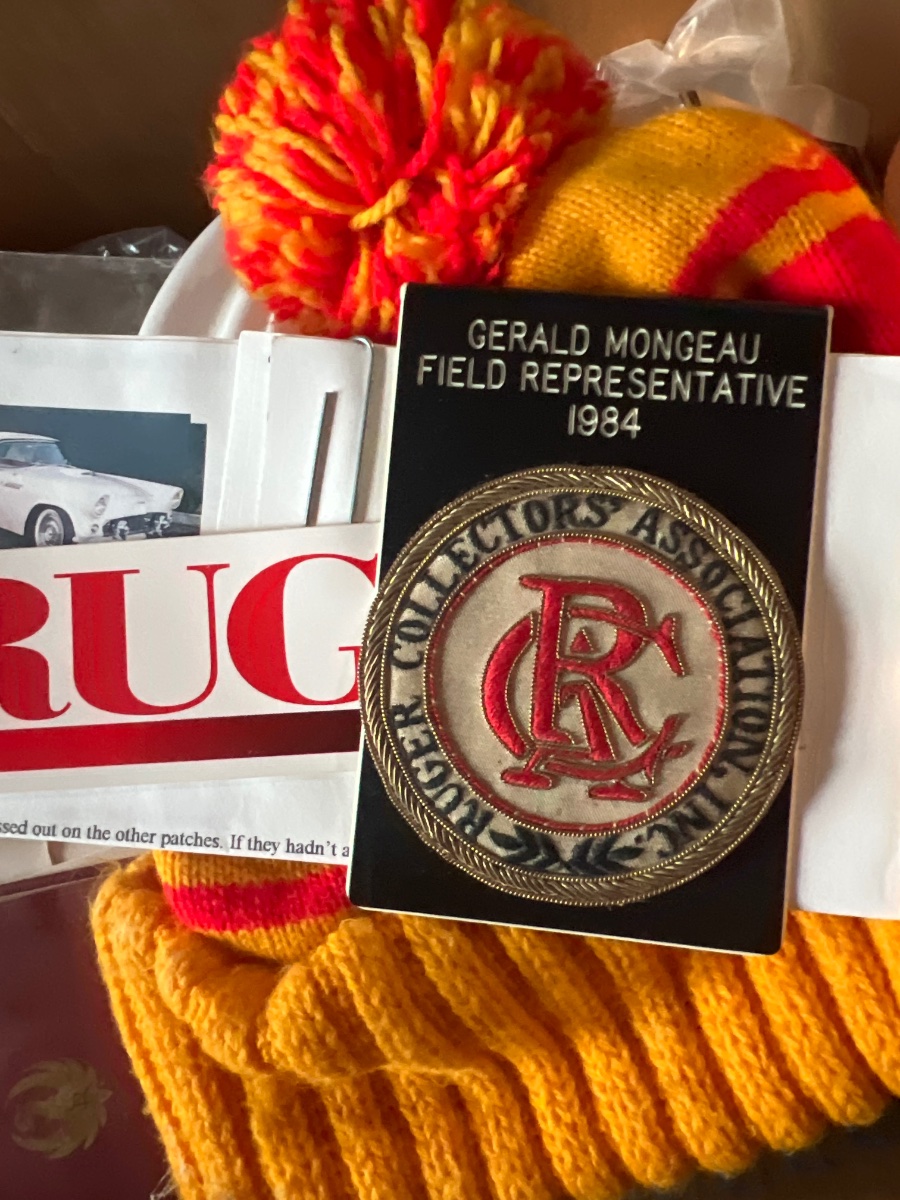 GERALD MONGEAU
FIELD REPRESENTATIVE
1984
RUGER COLLECTORS' ASSOCIATION, INC.
RCA
RUG
ssed out on the other patches. If they hadn't a